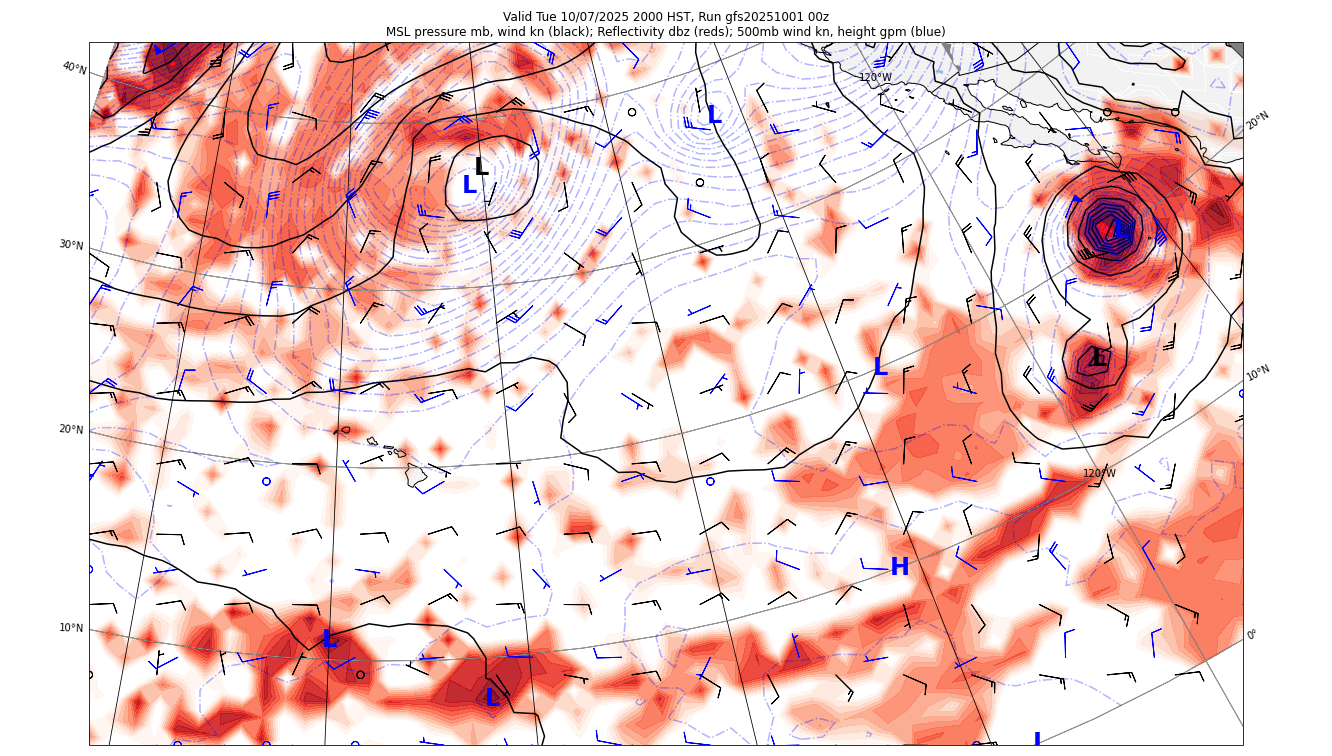 Valid Tue 10/07/2025 2000 HST, Run gfs20251001 00z
MSL pressure mb, wind kn (black); Reflectivity dbz (reds); 500mb wind kn, height gpm (blue)
40°N
120°W
20°N
L
L
L
L
30°N
L
L
10°N
20°N
120°W
H
10°N
L
0°
L
L